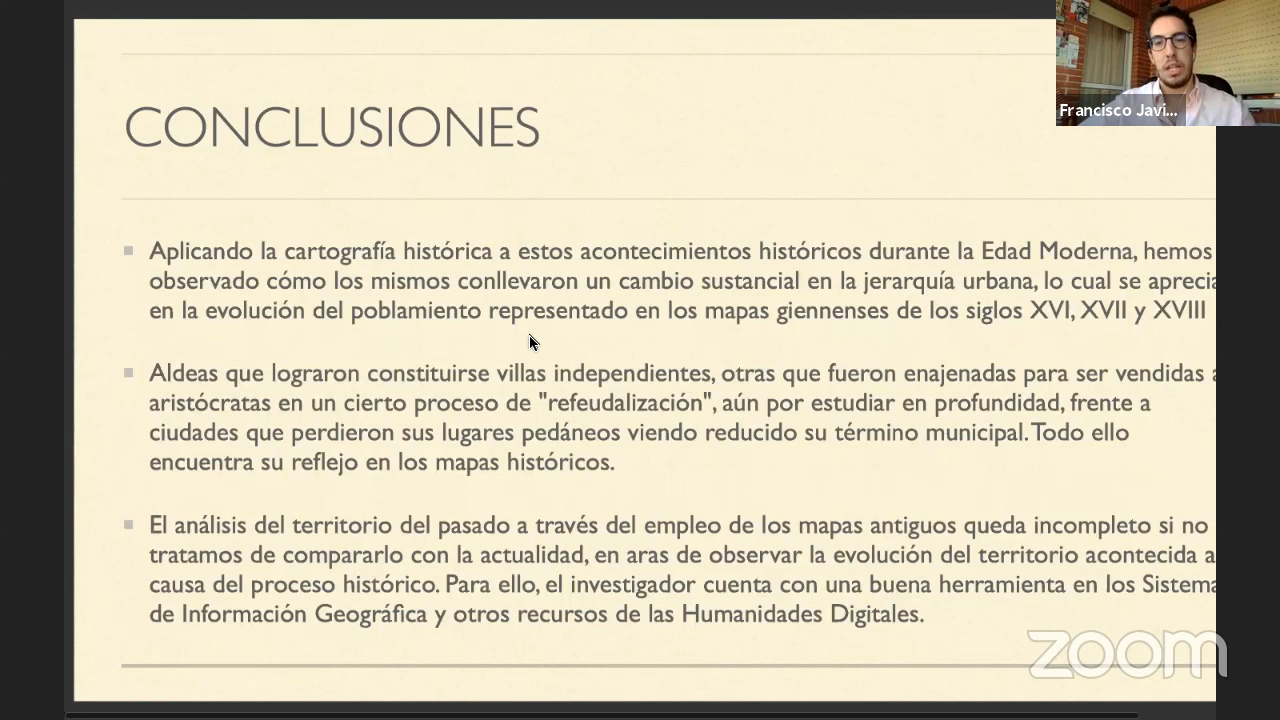 CONCLUSIONES
Francisco Javi...
Aplicando la cartografía histórica a estos acontecimientos históricos durante la Edad Moderna, hemos
observado cómo los mismos conllevaron un cambio sustancial en la jerarquía urbana, lo cual se aprecia
en la evolución del poblamiento representado en los mapas giennenses de los siglos XVI, XVII y XVIII
Aldeas que lograron constituirse villas independientes, otras que fueron enajenadas para ser vendidas a
aristócratas en un cierto proceso de "refeudalización", aún por estudiar en profundidad, frente a
ciudades que perdieron sus lugares pedáneos viendo reducido su término municipal. Todo ello
encuentra su reflejo en los mapas históricos.
El análisis del territorio del pasado a través del empleo de los mapas antiguos queda incompleto si no
tratamos de compararlo con la actualidad, en aras de observar la evolución del territorio acontecida a
causa del proceso histórico. Para ello, el investigador cuenta con una buena herramienta en los Sistema
de Información Geográfica y otros recursos de las Humanidades Digitales.
zoom